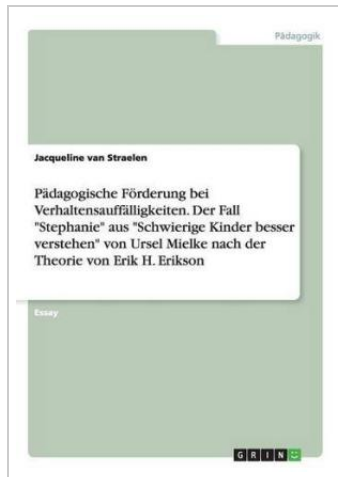 Pädagogik
Jacqueline van Straelen
Pädagogische Förderung bei
Verhaltensauffälligkeiten. Der Fall
"Stephanie" aus "Schwierige Kinder besser
verstehen" von Ursel Mielke nach der
Theorie von Erik H. Erikson
Essay
GRIN